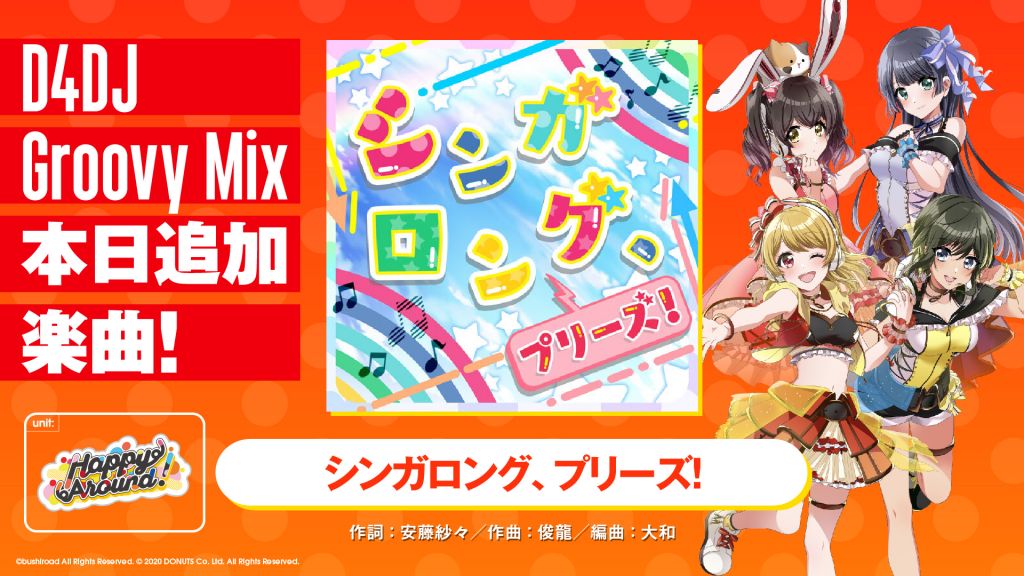 D4DJ
Groovy Mix
本日追加
楽曲!
シンガ
ロング、
プリーズ!
unit:
Happy
Around!
シンガロング、プリーズ!
作詞:安藤紗々/作曲:俊龍/編曲:大和
©bushiroad All Rights Reserved. © 2020 DONUTS Co. Ltd. All Rights Reserved.